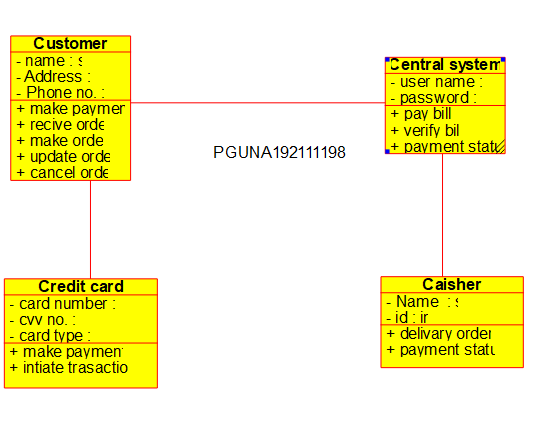 Customer
- name : s
- Address :
- Phone no. :
+ make paymen
+ recive orde
+ make orde
+ update orde
+ cancel orde
Central system
- user name :
- password :
+ pay bill
+ verify bil
+ payment statu
PGUNA192111198
Credit card
- card number :
- cvv no. :
- card type :
+ make payment
+ intiate trasactio
Caisher
- Name : s
- id : ir
+ delivary order
+ payment statu